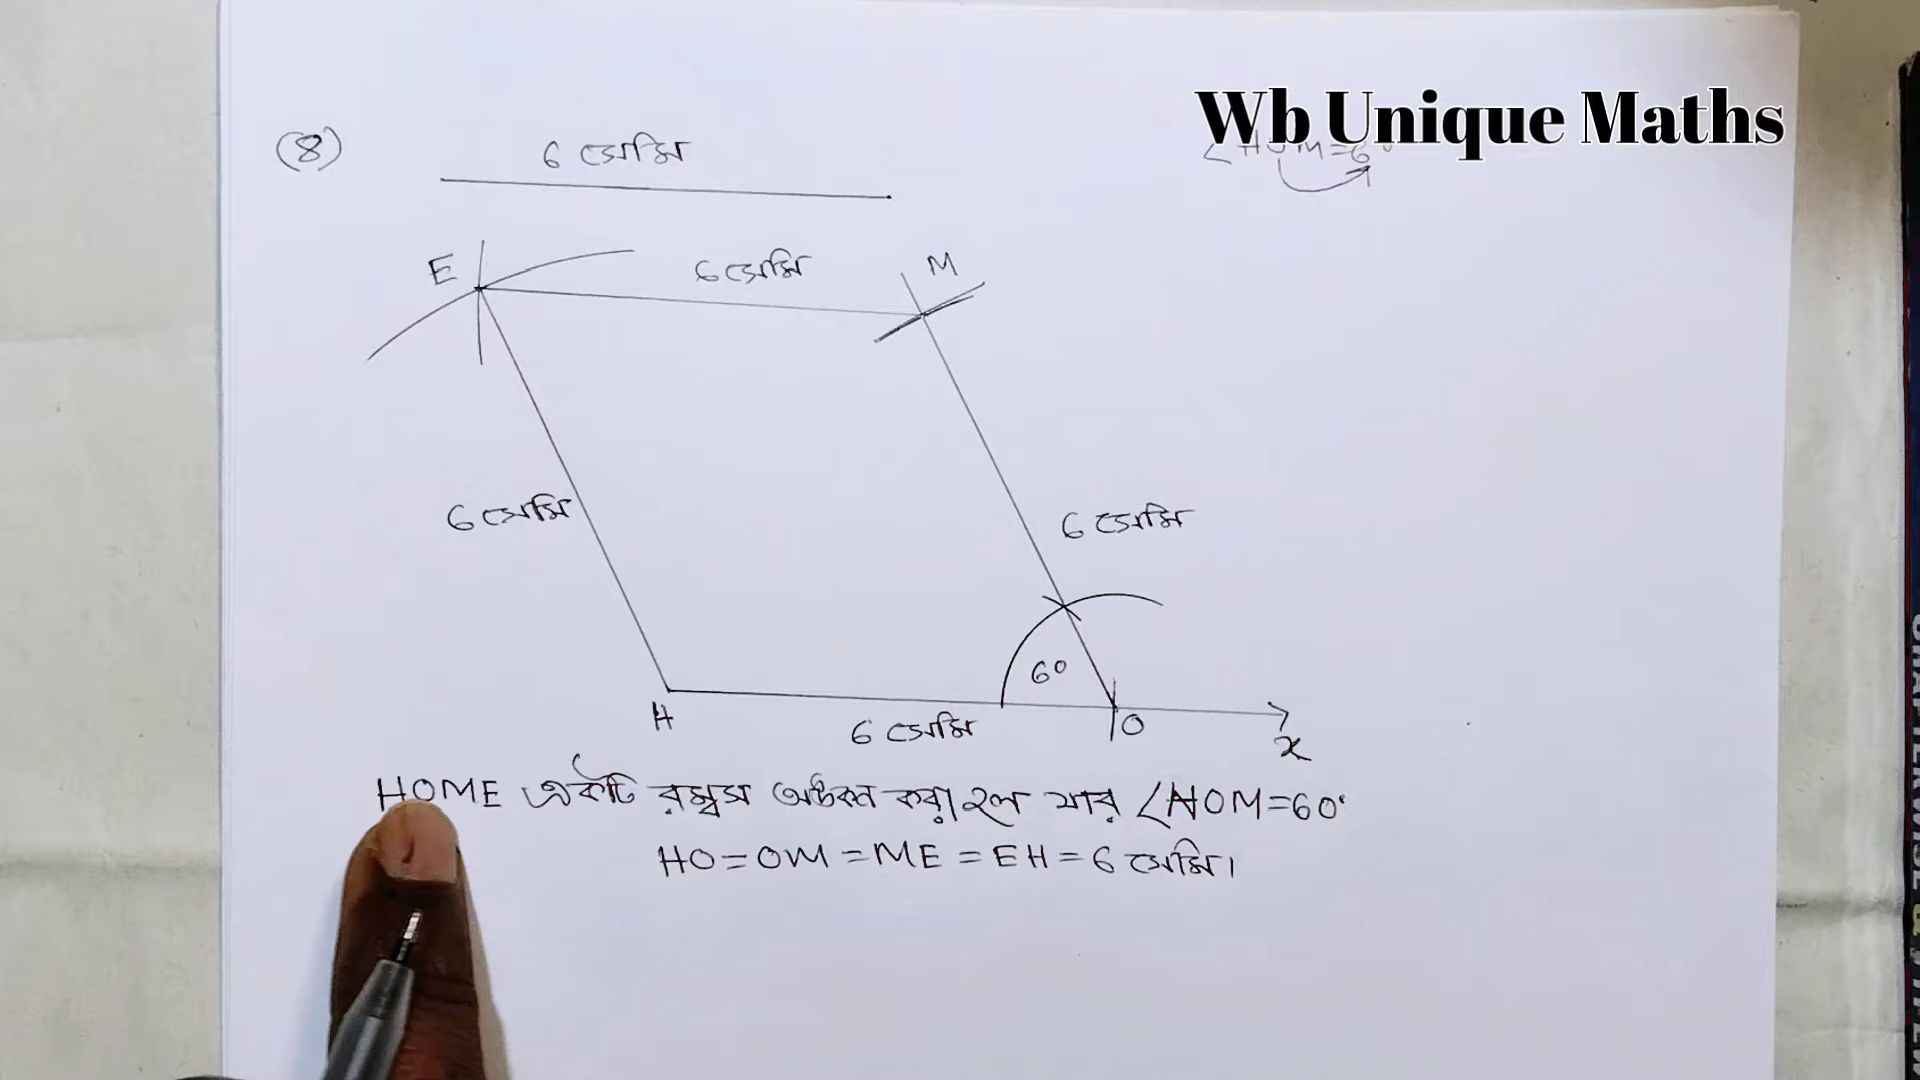 Wb Unique Maths
(8)
6 সেমি
E
6 সেমি
M
6 সেমি
6 সেমি
60
H
6 সেমি
O
x
HOME একটি রম্বস অঙ্কন করা হল যার ∠HOM=60°
HO=OM=ME=EH=6 সেমি।